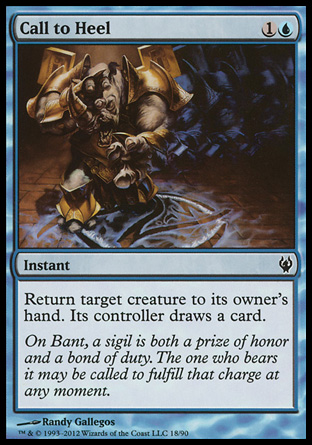 Call to Heel 1
Instant
Return target creature to its owner's
hand. Its controller draws a card.
On Bant, a sigil is both a prize of honor
and a bond of duty. The one who bears
it may be called to fulfill that charge at
any moment.
Randy Gallegos
™ & © 1993–2012 Wizards of the Coast LLC 18/90